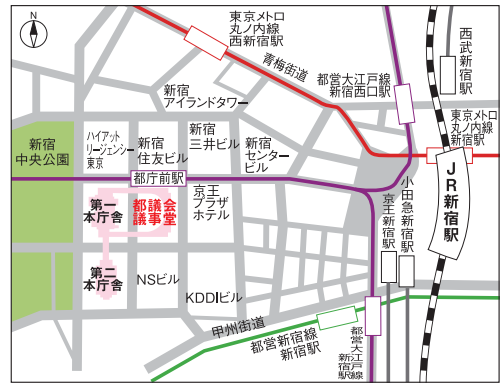 N
東京メトロ
丸ノ内線
西新宿駅
青梅街道
西武新宿駅
都営大江戸線
新宿西口駅
新宿
アイランドタワー
東京メトロ
丸ノ内線
新宿駅
新宿
中央公園
ハイアット
リージェンシー
東京
新宿
住友ビル
新宿
三井ビル
新宿
センター
ビル
都庁前駅
JR新宿駅
小田急新宿駅
京王新宿駅
第一
本庁舎
都議会
議事堂
京王
プラザ
ホテル
第二
本庁舎
NSビル
KDDIビル
甲州街道
都営新宿線
新宿駅
都営大江戸線
新宿駅